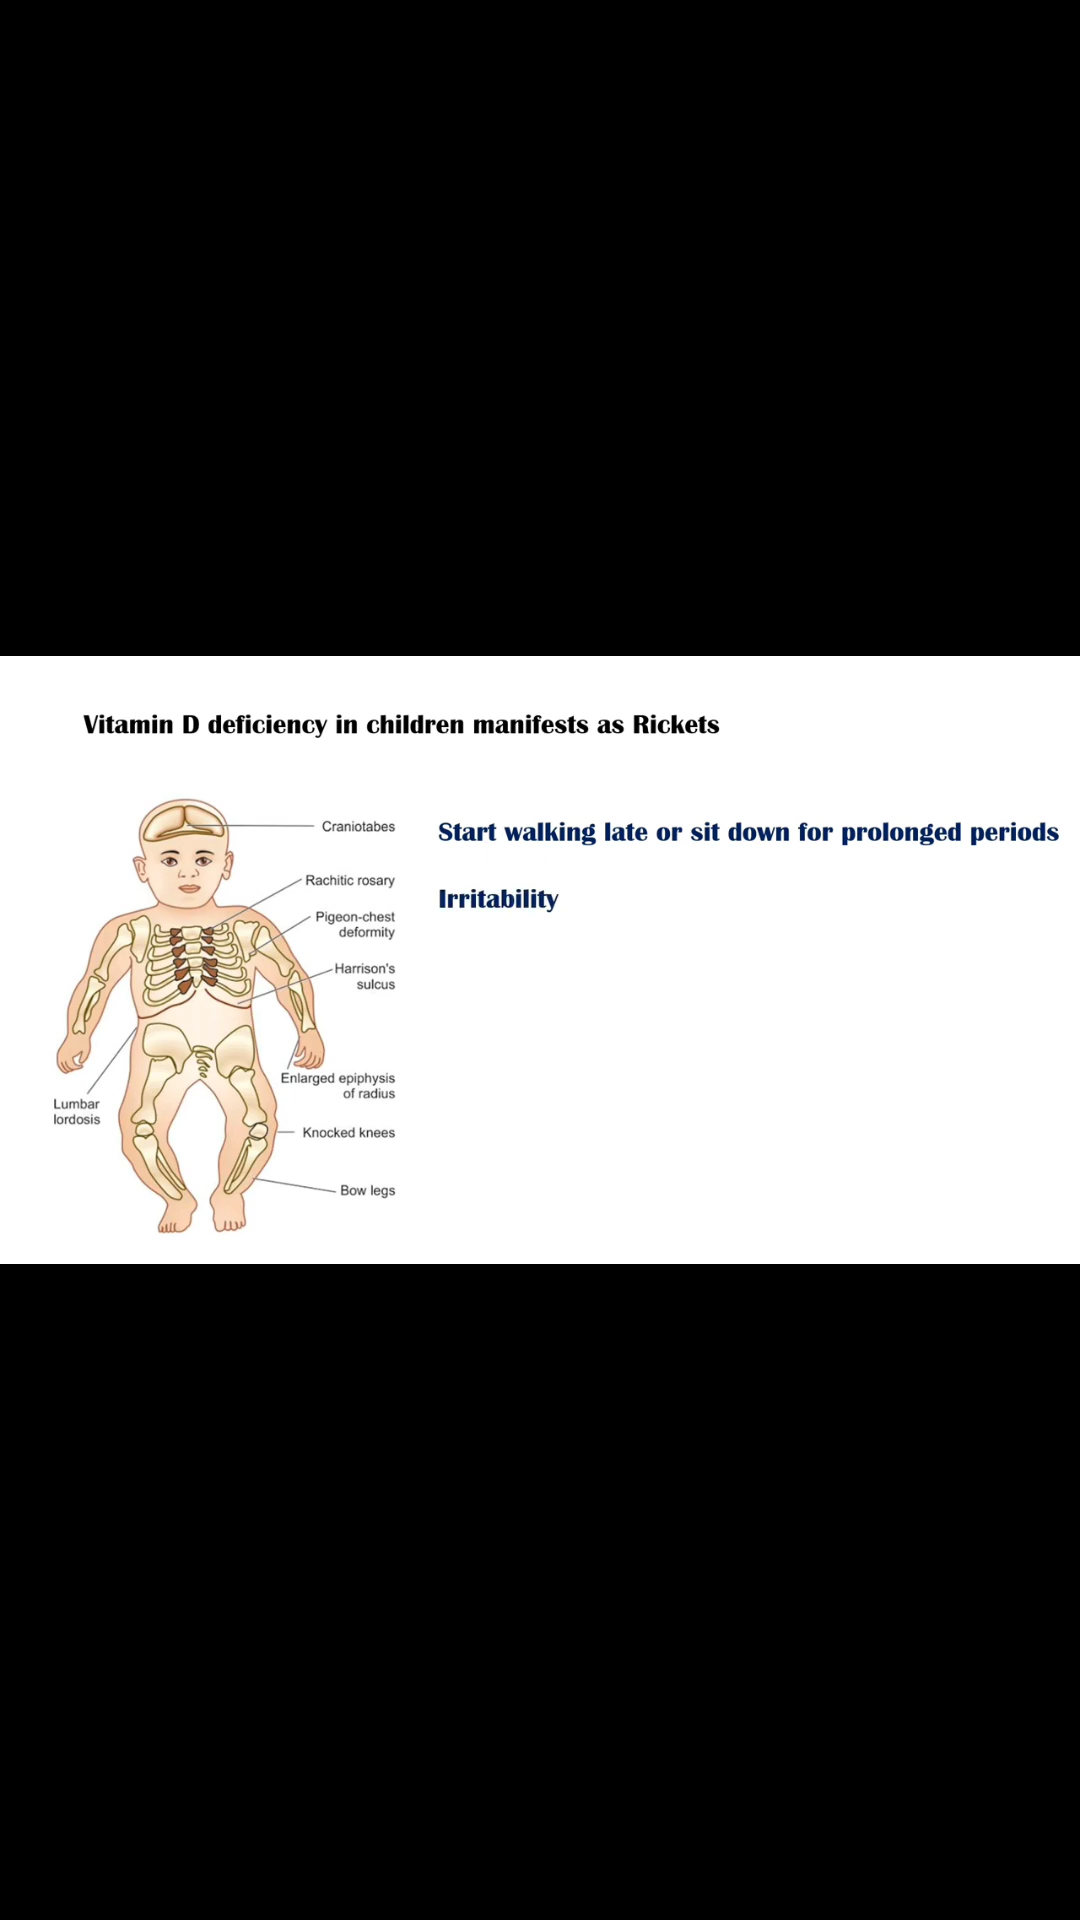 Vitamin D deficiency in children manifests as Rickets
Craniotabes
Rachitic rosary
Pigeon-chest
deformity
Harrison's
sulcus
Enlarged epiphysis
of radius
Lumbar
lordosis
Knocked knees
Bow legs
Start walking late or sit down for prolonged periods
Irritability